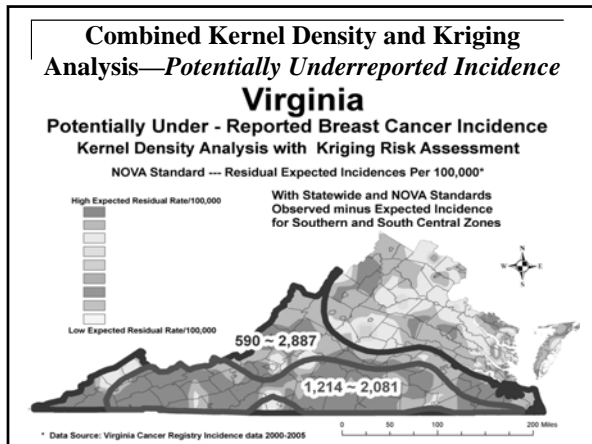 Combined Kernel Density and Kriging
Analysis—Potentially Underreported Incidence
Virginia
Potentially Under - Reported Breast Cancer Incidence
Kernel Density Analysis with Kriging Risk Assessment
NOVA Standard --- Residual Expected Incidences Per 100,000*
High Expected Residual Rate/100,000
With Statewide and NOVA Standards
Observed minus Expected Incidence
for Southern and South Central Zones
N
W E
S
Low Expected Residual Rate/100,000
590 ~ 2,887
1,214 ~ 2,081
* Data Source: Virginia Cancer Registry Incidence data 2000-2005
0 50 100 200 Miles